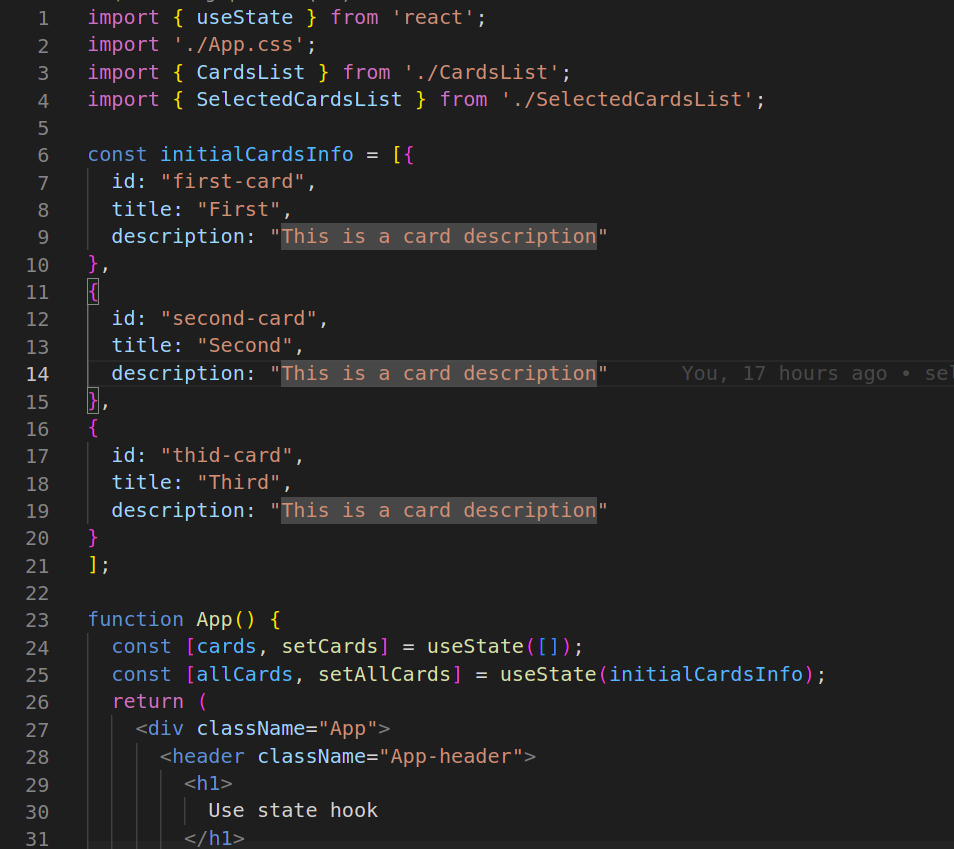 1 import { useState } from 'react';
2 import './App.css';
3 import { CardsList } from './CardsList';
4 import { SelectedCardsList } from './SelectedCardsList';
5
6 const initialCardsInfo = [{
7   id: "first-card",
8   title: "First",
9   description: "This is a card description"
10 },
11 {
12   id: "second-card",
13   title: "Second",
14   description: "This is a card description" You, 17 hours ago •
15 },
16 {
17   id: "thid-card",
18   title: "Third",
19   description: "This is a card description"
20 }
21 ];
22
23 function App() {
24   const [cards, setCards] = useState([]);
25   const [allCards, setAllCards] = useState(initialCardsInfo);
26   return (
27     <div className="App">
28       <header className="App-header">
29         <h1>
30           Use state hook
31         </h1>